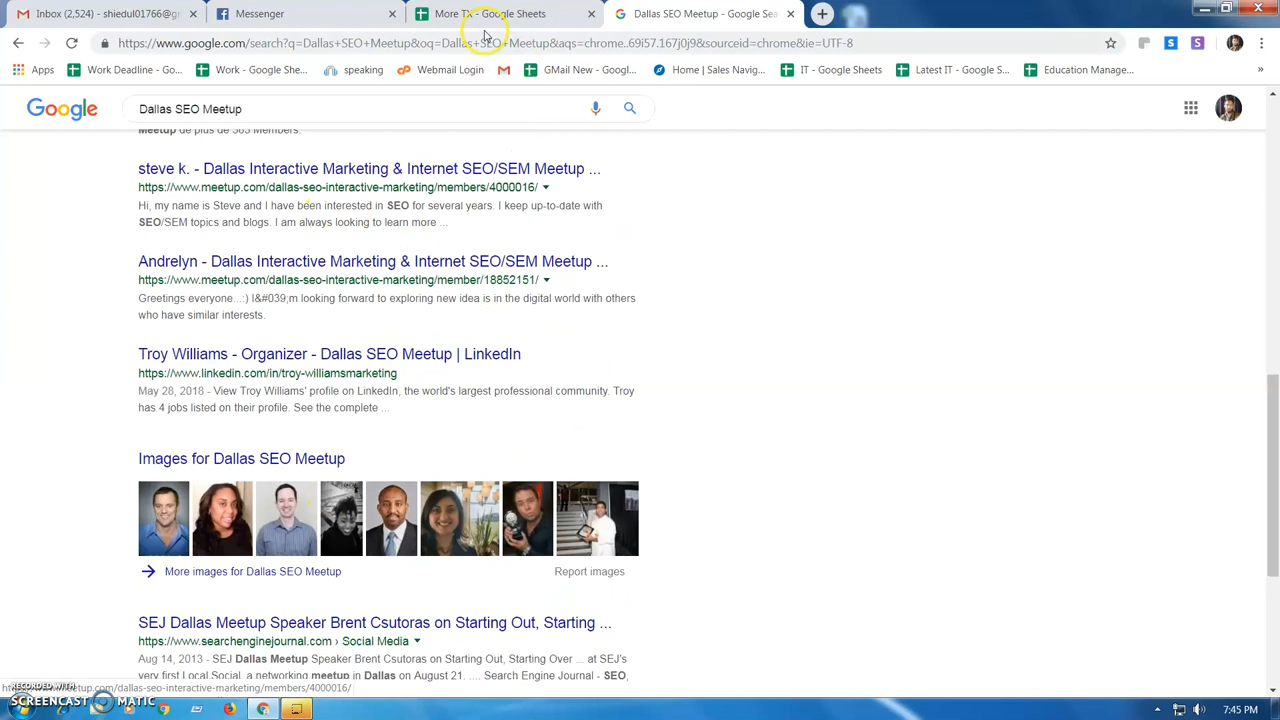 Inbox (2,524) - shiedul01766@g
Messenger
More TX - Google Sheets
Dallas SEO Meetup - Google Sea
https://www.google.com/search?q=Dallas+SEO+Meetup&oq=Dallas+SEO+Meetup&aqs=chrome..69i57.167j0j9&sourceid=chrome&ie=UTF-8
Apps
Work Deadline - Go...
Work - Google She...
speaking
Webmail Login
GMail New - Googl...
Home | Sales Navig...
IT - Google Sheets
Latest IT - Google S...
Education Manage...
»
Google
Dallas SEO Meetup
Meetup de plus de 365 Members.
steve k. - Dallas Interactive Marketing & Internet SEO/SEM Meetup ...
https://www.meetup.com/dallas-seo-interactive-marketing/members/4000016/
Hi, my name is Steve and I have been interested in SEO for several years. I keep up-to-date with
SEO/SEM topics and blogs. I am always looking to learn more ...
Andrelyn - Dallas Interactive Marketing & Internet SEO/SEM Meetup ...
https://www.meetup.com/dallas-seo-interactive-marketing/member/18852151/
Greetings everyone...:) I&#039;m looking forward to exploring new idea is in the digital world with others
who have similar interests.
Troy Williams - Organizer - Dallas SEO Meetup | LinkedIn
https://www.linkedin.com/in/troy-williamsmarketing
May 28, 2018 - View Troy Williams' profile on LinkedIn, the world's largest professional community. Troy
has 4 jobs listed on their profile. See the complete ...
Images for Dallas SEO Meetup
More images for Dallas SEO Meetup
Report images
SEJ Dallas Meetup Speaker Brent Csutoras on Starting Out, Starting ...
https://www.searchenginejournal.com › Social Media
Aug 14, 2013 - SEJ Dallas Meetup Speaker Brent Csutoras on Starting Out, Starting Over ... at SEJ's
very first Local Social, a networking meetup in Dallas on August 21. ... Search Engine Journal - SEO,
RECORDED WITH
SCREENCAST MATIC
7:45 PM